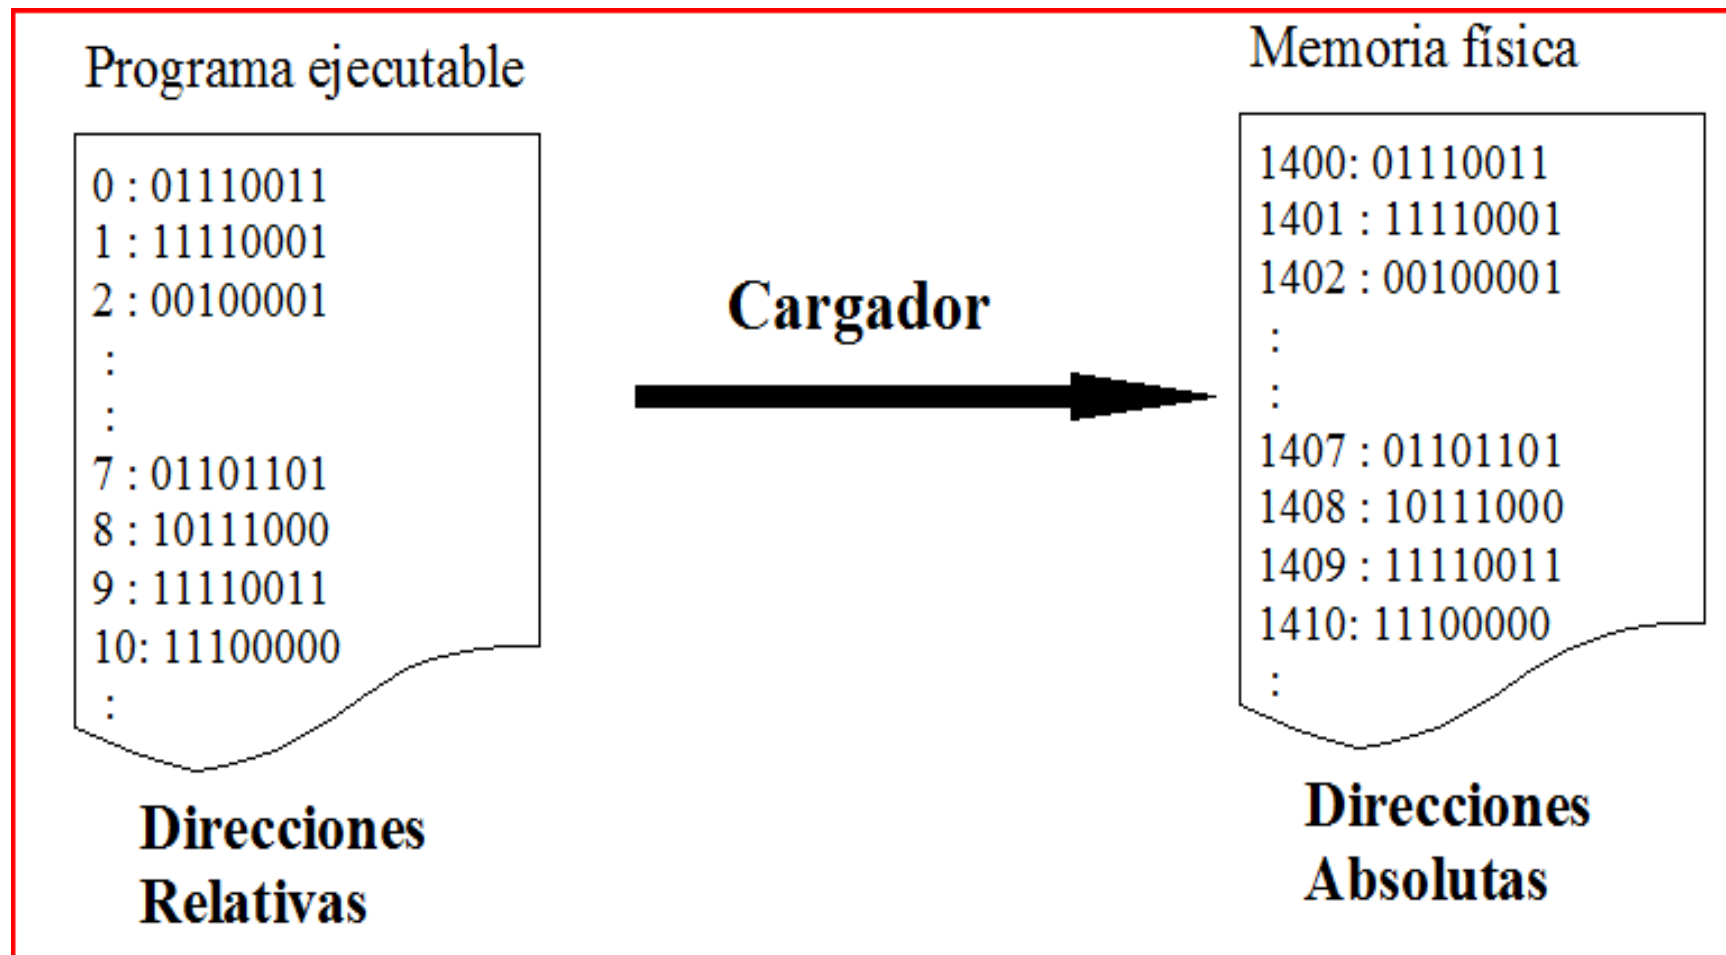 Programa ejecutable
0 : 01110011
1 : 11110001
2 : 00100001
:
:
7 : 01101101
8 : 10111000
9 : 11110011
10: 11100000
:
Direcciones
Relativas
Cargador
Memoria física
1400: 01110011
1401 : 11110001
1402 : 00100001
:
:
1407 : 01101101
1408 : 10111000
1409 : 11110011
1410: 11100000
:
Direcciones
Absolutas